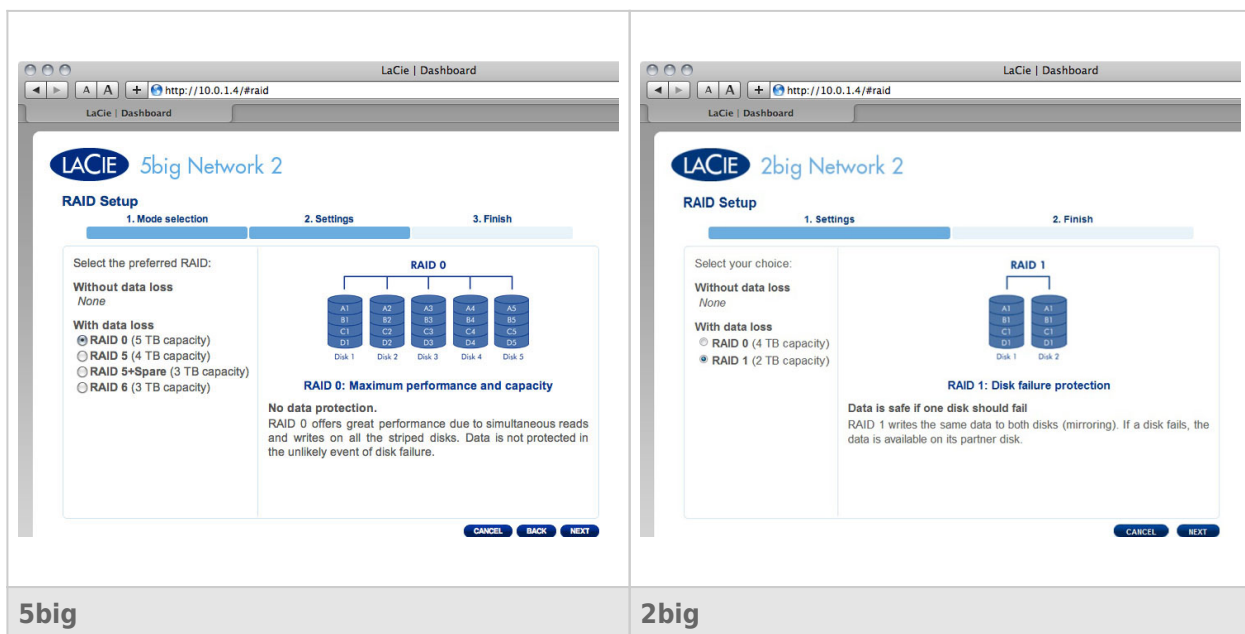 LaCie | Dashboard
A A + http://10.0.1.4/#raid
LaCie | Dashboard
LACIE 5big Network 2
RAID Setup
1. Mode selection 2. Settings 3. Finish
Select the preferred RAID:
Without data loss
None
With data loss
RAID 0 (5 TB capacity)
RAID 5 (4 TB capacity)
RAID 5+Spare (3 TB capacity)
RAID 6 (3 TB capacity)
RAID 0
A1 A2 A3 A4 A5
B1 B2 B3 B4 B5
C1 C2 C3 C4 C5
D1 D2 D3 D4 D5
Disk 1 Disk 2 Disk 3 Disk 4 Disk 5
RAID 0: Maximum performance and capacity
No data protection.
RAID 0 offers great performance due to simultaneous reads
and writes on all the striped disks. Data is not protected in
the unlikely event of disk failure.
CANCEL BACK NEXT
5big
LaCie | Dashboard
A A + http://10.0.1.4/#raid
LaCie | Dashboard
LACIE 2big Network 2
RAID Setup
1. Settings 2. Finish
Select your choice:
Without data loss
None
With data loss
RAID 0 (4 TB capacity)
RAID 1 (2 TB capacity)
RAID 1
A1 A1
B1 B1
C1 C1
D1 D1
Disk 1 Disk 2
RAID 1: Disk failure protection
Data is safe if one disk should fail
RAID 1 writes the same data to both disks (mirroring). If a disk fails, the
data is available on its partner disk.
CANCEL NEXT
2big